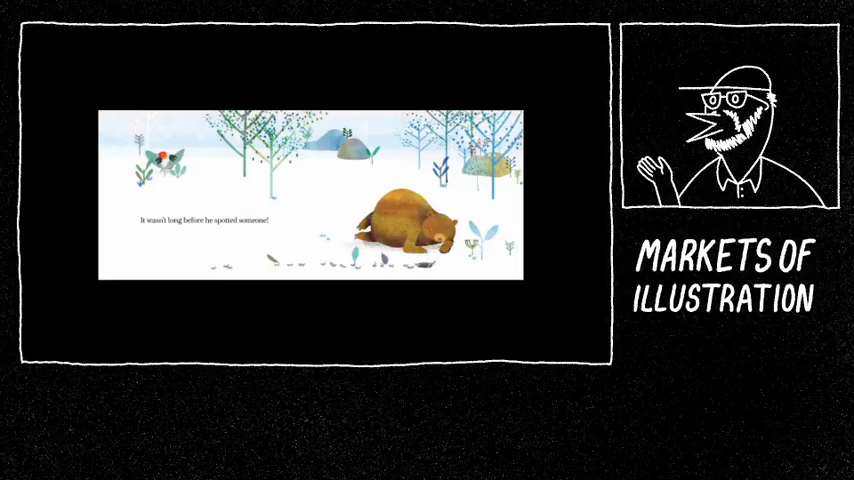 It wasn't long before he spotted someone!
MARKETS OF
ILLUSTRATION